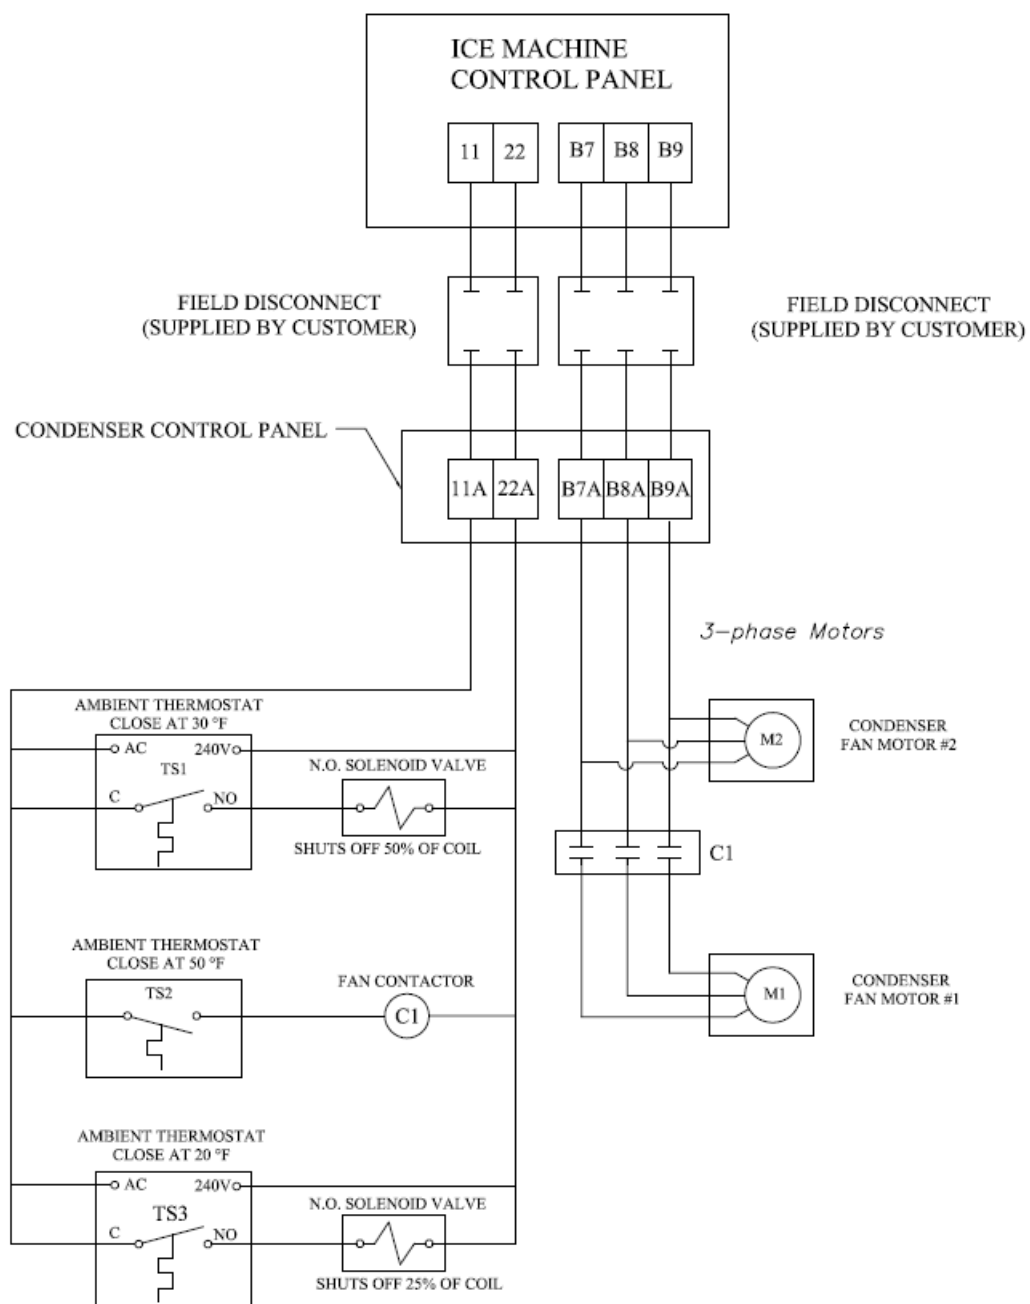 ICE MACHINE
CONTROL PANEL
11 22 B7 B8 B9
FIELD DISCONNECT
(SUPPLIED BY CUSTOMER)
FIELD DISCONNECT
(SUPPLIED BY CUSTOMER)
CONDENSER CONTROL PANEL
11A 22A B7A B8A B9A
3-phase Motors
AMBIENT THERMOSTAT
CLOSE AT 30 °F
AC 240V
TS1
C NO
N.O. SOLENOID VALVE
SHUTS OFF 50% OF COIL
M2
CONDENSER
FAN MOTOR #2
C1
AMBIENT THERMOSTAT
CLOSE AT 50 °F
TS2
FAN CONTACTOR
C1
M1
CONDENSER
FAN MOTOR #1
AMBIENT THERMOSTAT
CLOSE AT 20 °F
AC 240V
TS3
C NO
N.O. SOLENOID VALVE
SHUTS OFF 25% OF COIL